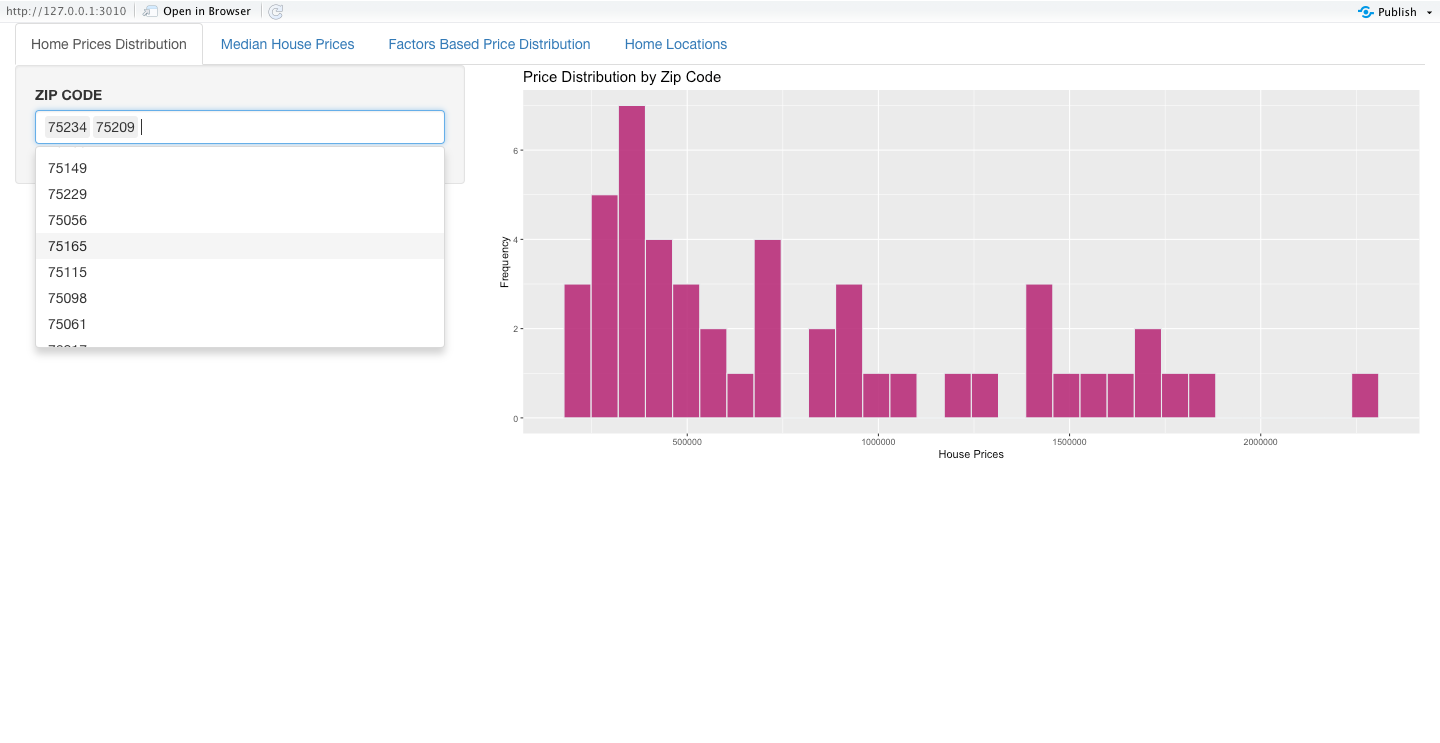 http://127.0.0.1:3010 Open in Browser Publish
Home Prices Distribution Median House Prices Factors Based Price Distribution Home Locations
ZIP CODE
75234 75209
75149
75229
75056
75165
75115
75098
75061
Price Distribution by Zip Code
Frequency
6
4
2
0
500000 1000000 1500000 2000000
House Prices